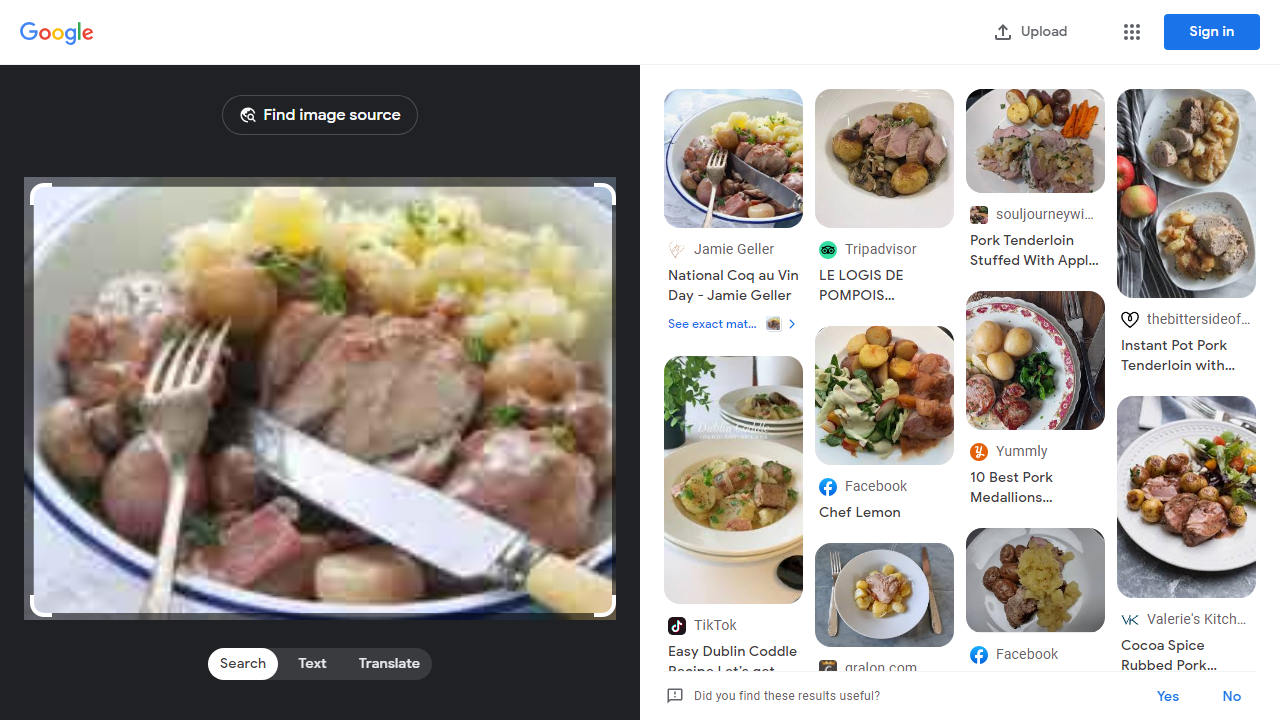 Google
Upload
Sign in
Find image source
Search
Text
Translate
Jamie Geller
National Coq au Vin
Day - Jamie Geller
See exact mat...
TikTok
Easy Dublin Coddle
Recipe Let's get
Tripadvisor
LE LOGIS DE
POMPOIS...
Facebook
Chef Lemon
gralon.com
souljourneywi...
Pork Tenderloin
Stuffed With Appl...
Yummly
10 Best Pork
Medallions...
Facebook
thebittersideof...
Instant Pot Pork
Tenderloin with...
Valerie's Kitch...
Cocoa Spice
Rubbed Pork...
Dublin Coddle
Did you find these results useful?
Yes
No